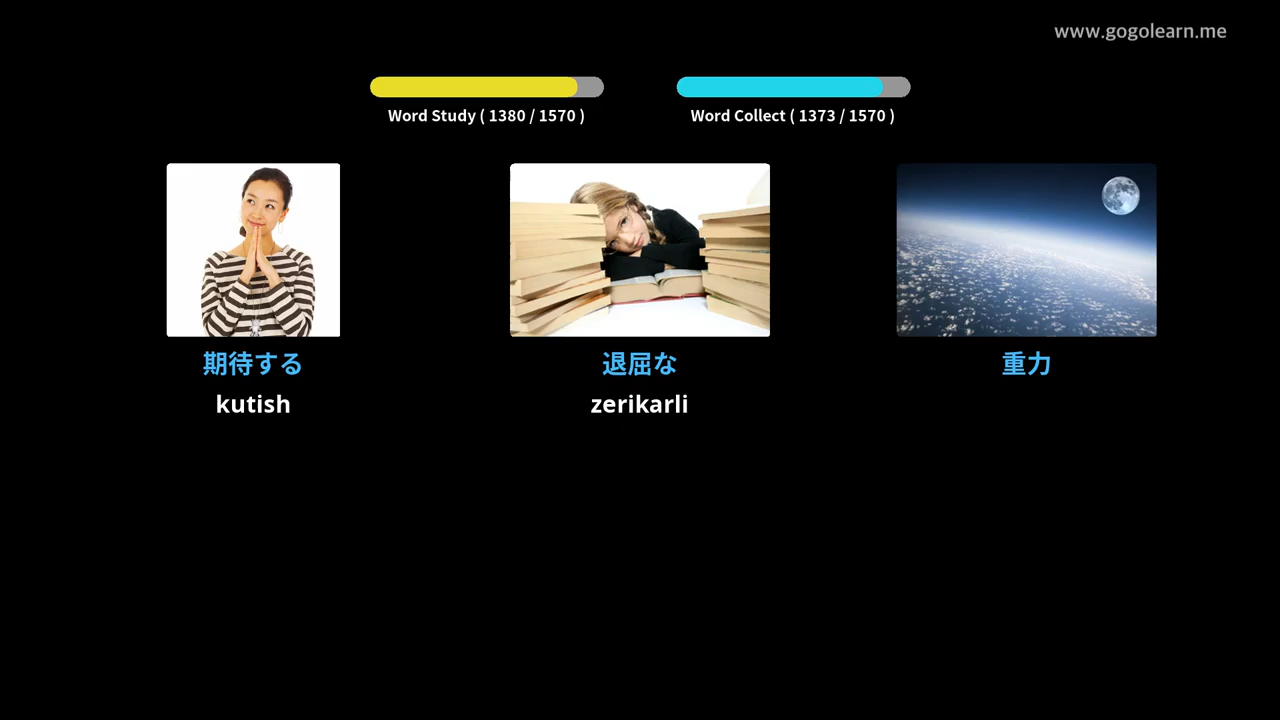 www.gogolearn.me
Word Study ( 1380 / 1570 )
Word Collect ( 1373 / 1570 )
期待する
退屈な
重力
kutish
zerikarli